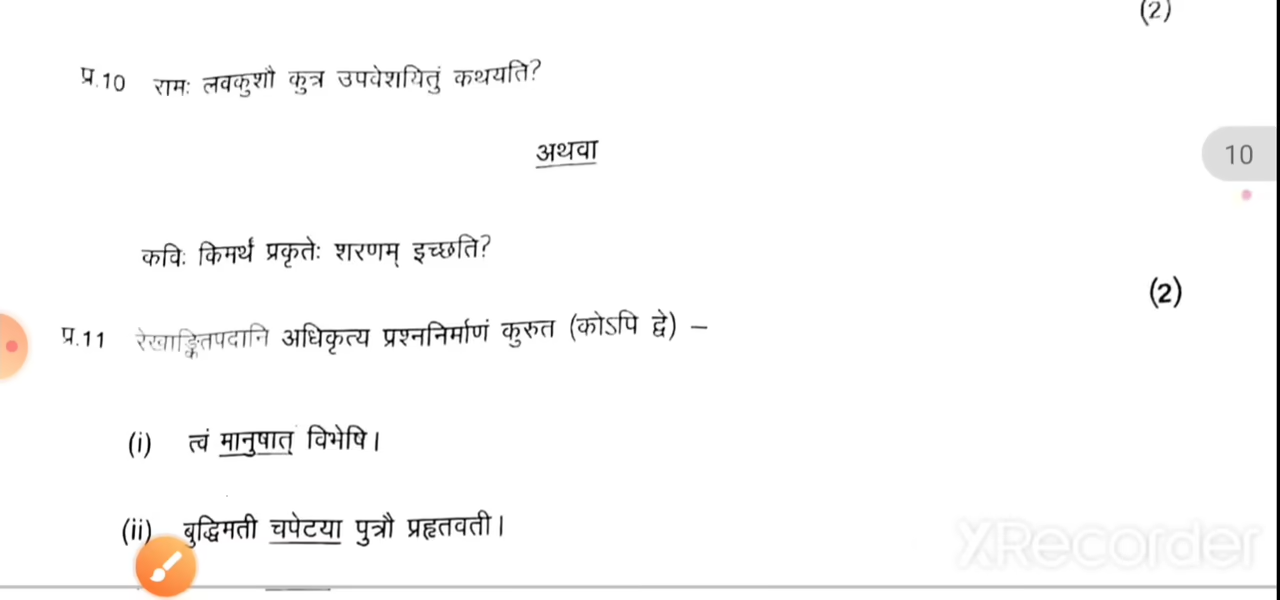 (2)
प्र.10 रामः लवकुशौ कुत्र उपवेशयितुं कथयति?
अथवा
10
कविः किमर्थं प्रकृतेः शरणम् इच्छति?
(2)
प्र.11 रेखाङ्कितपदानि अधिकृत्य प्रश्ननिर्माणं कुरुत (कोऽपि द्वे) –
(i) त्वं मानुषात् विभेषि।
(ii) बुद्धिमती चपेटया पुत्रौ प्रहृतवती।
XRecorder